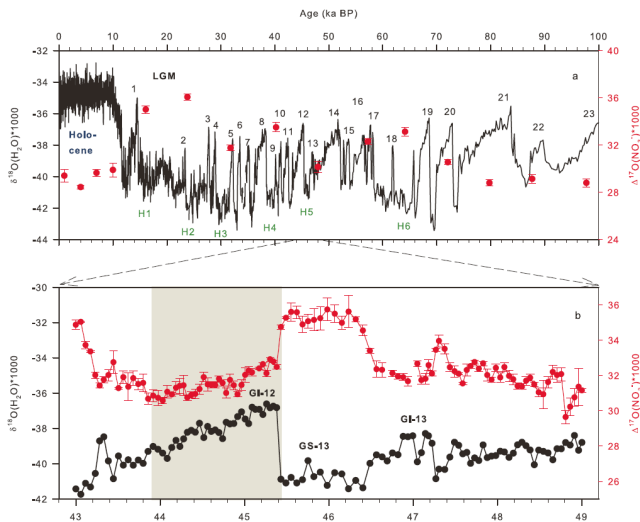 Age (ka BP)
0 10 20 30 40 50 60 70 80 90 100
-32
-34
-36
-38
-40
-42
-44
δ¹⁸O(H₂O)*1000
40
36
32
28
24
Δ¹⁷O(NO₃⁻)*1000
LGM
a
Holo-
cene
1 2 3 4 5 6 7 8 9 10 11 12 13 14 15 16 17 18 19 20 21 22 23
H1 H2 H3 H4 H5 H6
-30
-32
-34
-36
-38
-40
-42
δ¹⁸O(H₂O)*1000
36
34
32
30
28
26
Δ¹⁷O(NO₃⁻)*1000
b
GI-12
GS-13
GI-13
43 44 45 46 47 48 49